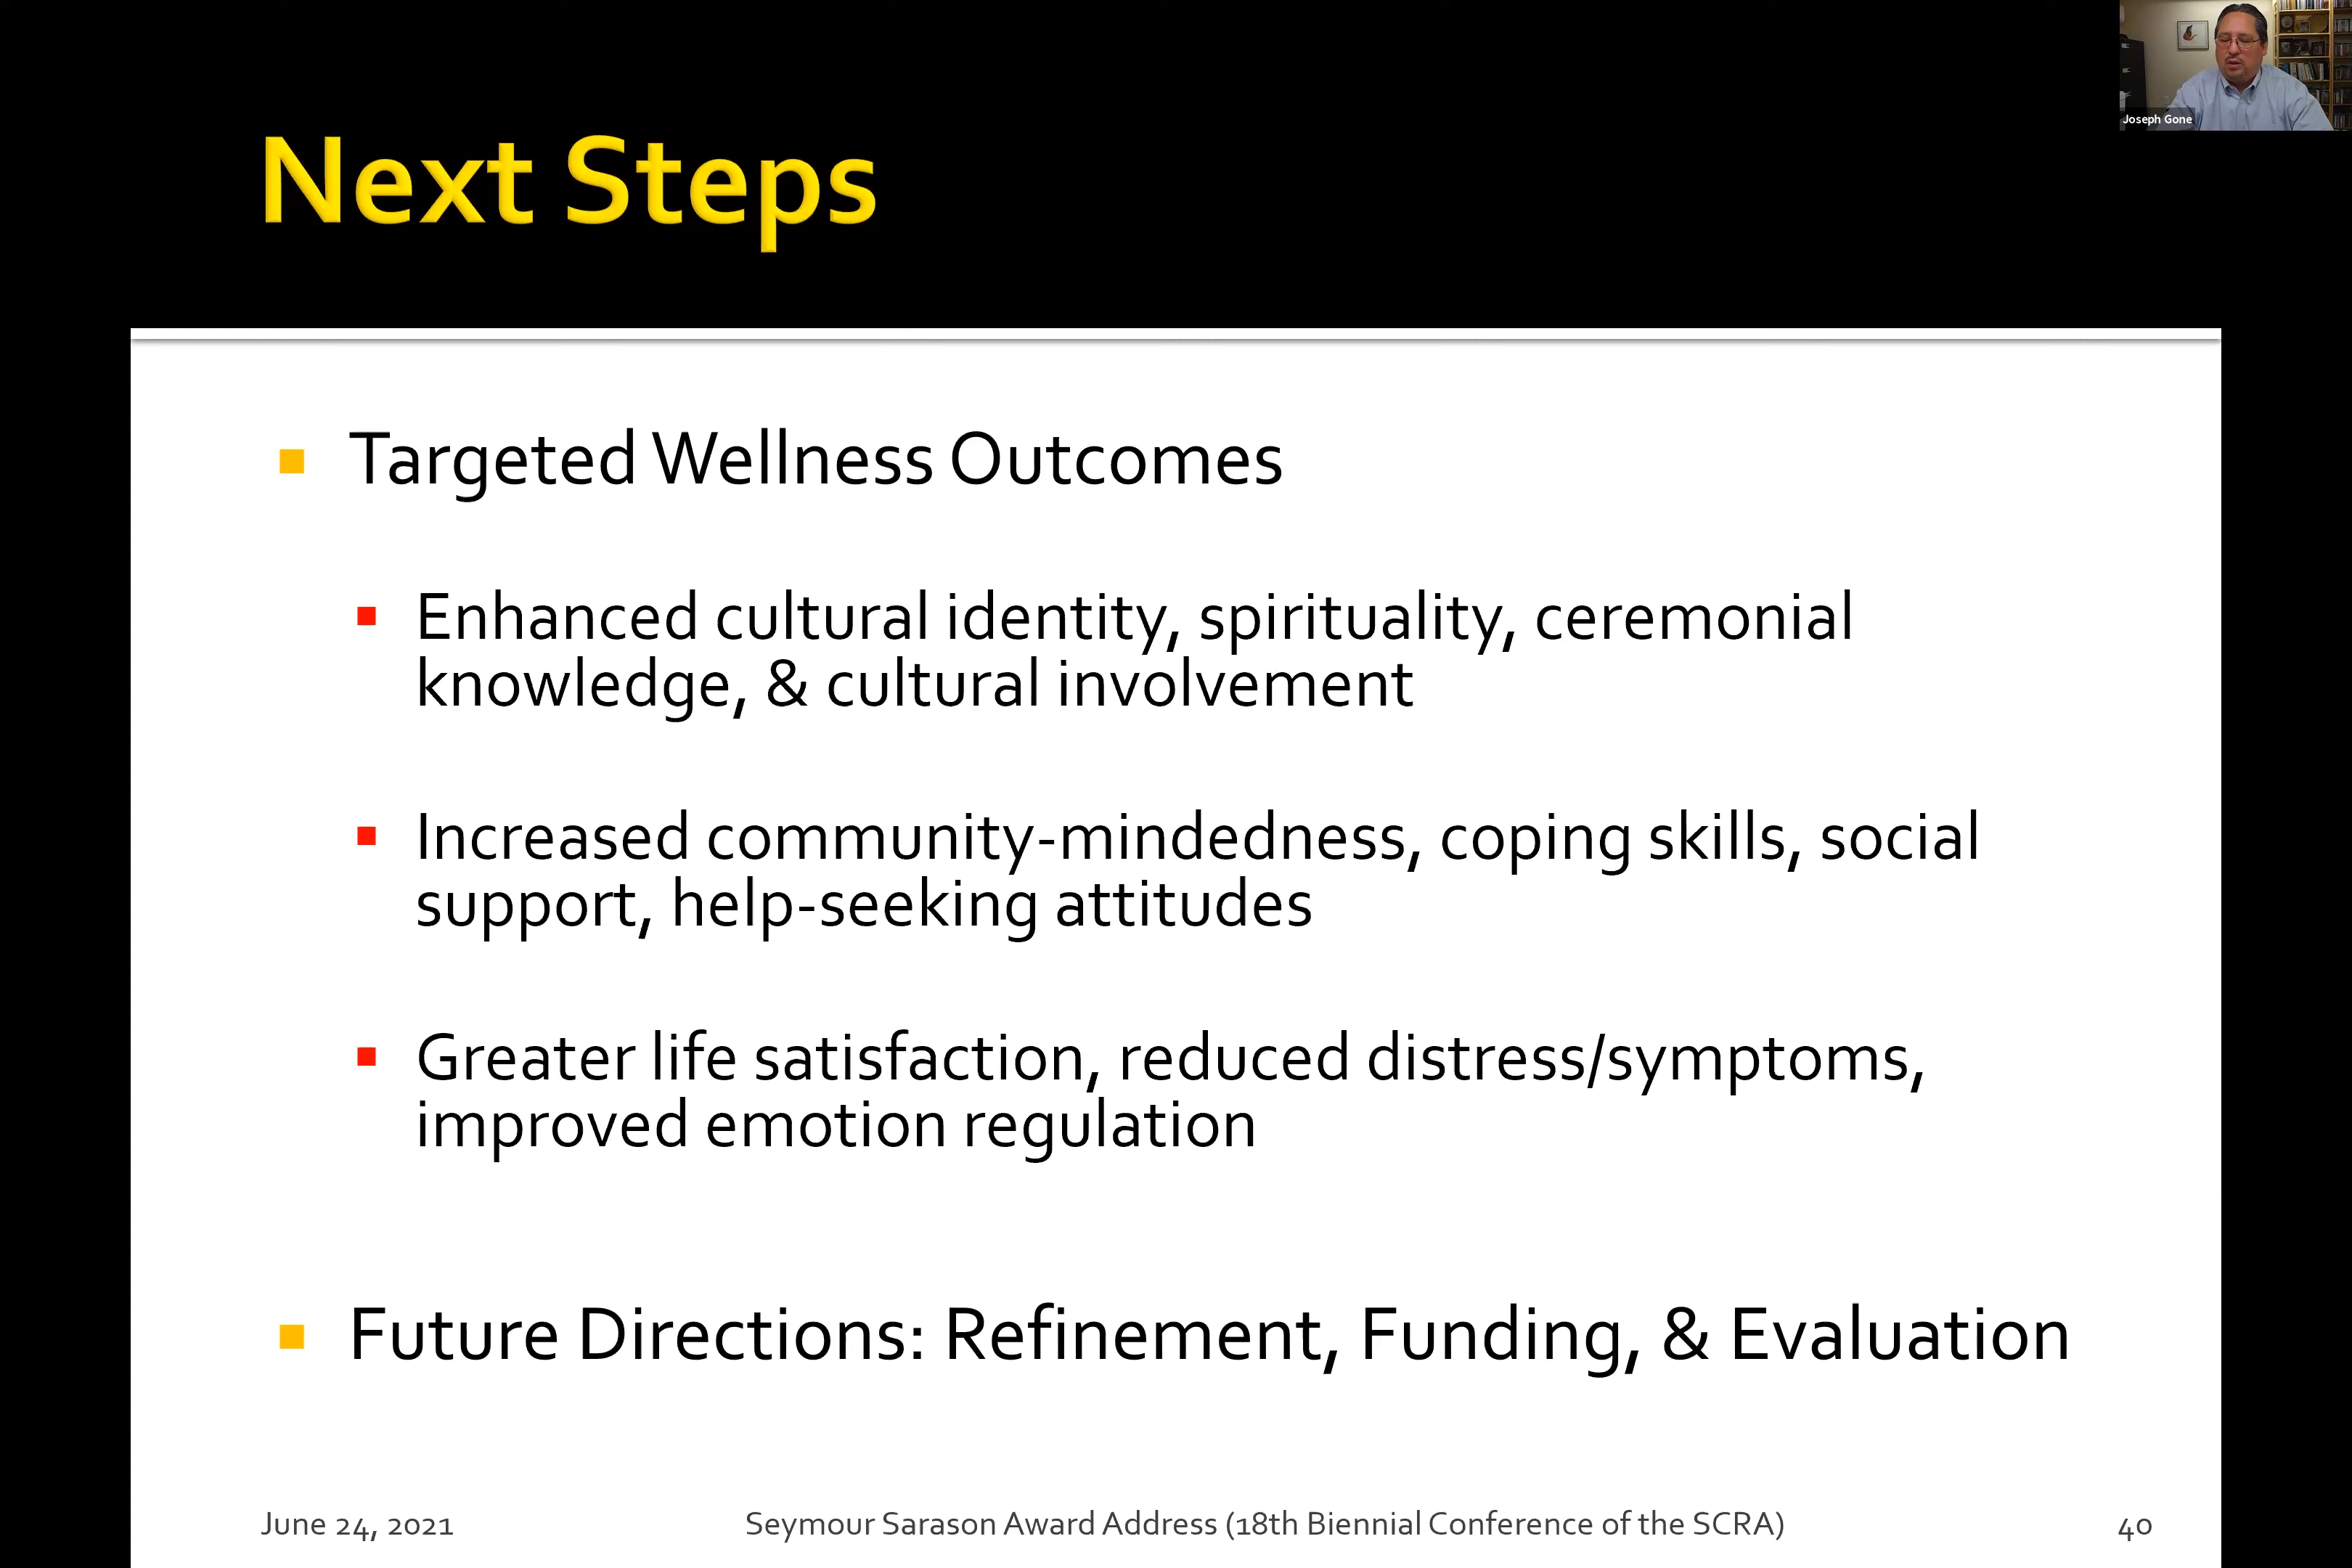 Joseph Gone
Next Steps
Targeted Wellness Outcomes
Enhanced cultural identity, spirituality, ceremonial
knowledge, & cultural involvement
Increased community-mindedness, coping skills, social
support, help-seeking attitudes
Greater life satisfaction, reduced distress/symptoms,
improved emotion regulation
Future Directions: Refinement, Funding, & Evaluation
June 24, 2021
Seymour Sarason Award Address (18th Biennial Conference of the SCRA)
40